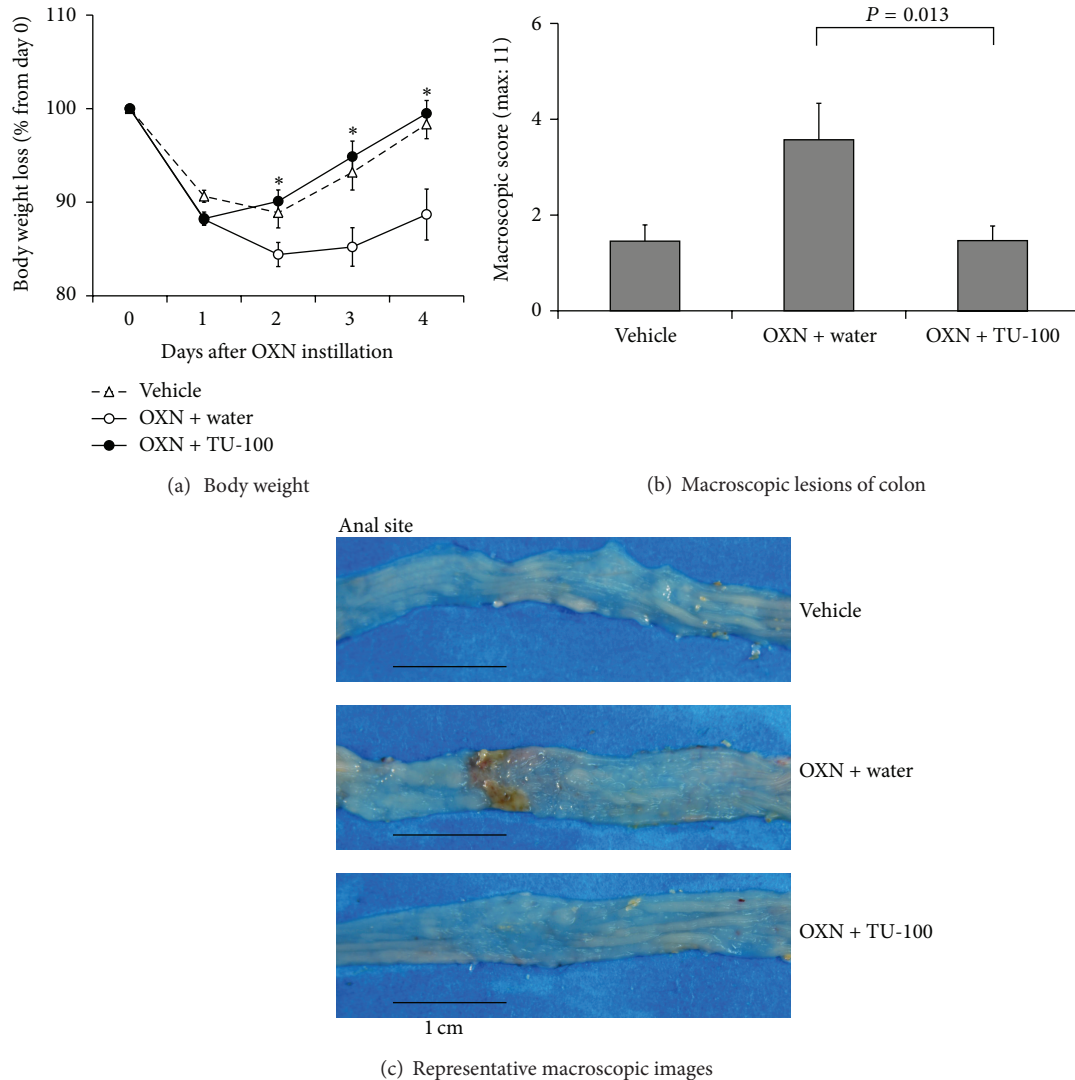 110
100
90
80
Body weight loss (% from day 0)
*
*
*
0 1 2 3 4
Days after OXN instillation
Vehicle
OXN + water
OXN + TU-100
(a) Body weight
6
4
2
0
Macroscopic score (max: 11)
P = 0.013
Vehicle OXN + water OXN + TU-100
(b) Macroscopic lesions of colon
Anal site
Vehicle
OXN + water
OXN + TU-100
1 cm
(c) Representative macroscopic images